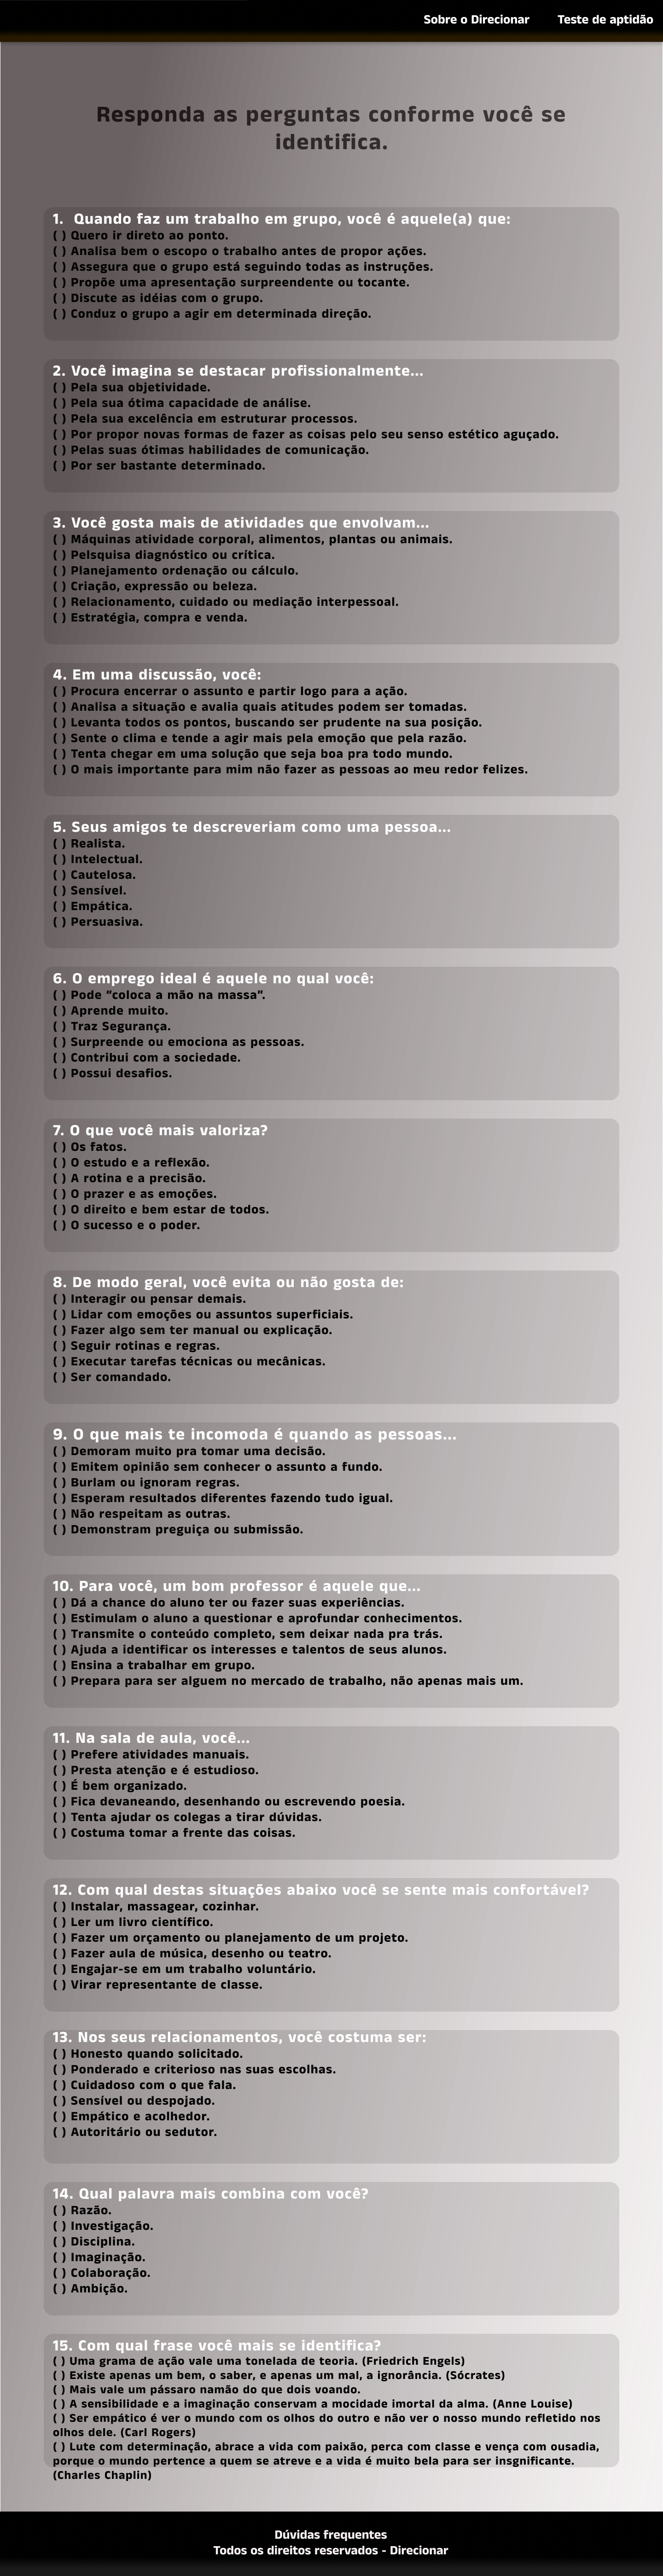 Sobre o Direcionar Teste de aptidão
Responda as perguntas conforme você se
identifica.
1. Quando faz um trabalho em grupo, você é aquele(a) que:
( ) Quero ir direto ao ponto.
( ) Analisa bem o escopo o trabalho antes de propor ações.
( ) Assegura que o grupo está seguindo todas as instruções.
( ) Propõe uma apresentação surpreendente ou tocante.
( ) Discute as idéias com o grupo.
( ) Conduz o grupo a agir em determinada direção.
2. Você imagina se destacar profissionalmente...
( ) Pela sua objetividade.
( ) Pela sua ótima capacidade de análise.
( ) Pela sua excelência em estruturar processos.
( ) Por propor novas formas de fazer as coisas pelo seu senso estético aguçado.
( ) Pelas suas ótimas habilidades de comunicação.
( ) Por ser bastante determinado.
3. Você gosta mais de atividades que envolvam...
( ) Máquinas atividade corporal, alimentos, plantas ou animais.
( ) Pelsquisa diagnóstico ou crítica.
( ) Planejamento ordenação ou cálculo.
( ) Criação, expressão ou beleza.
( ) Relacionamento, cuidado ou mediação interpessoal.
( ) Estratégia, compra e venda.
4. Em uma discussão, você:
( ) Procura encerrar o assunto e partir logo para a ação.
( ) Analisa a situação e avalia quais atitudes podem ser tomadas.
( ) Levanta todos os pontos, buscando ser prudente na sua posição.
( ) Sente o clima e tende a agir mais pela emoção que pela razão.
( ) Tenta chegar em uma solução que seja boa pra todo mundo.
( ) O mais importante para mim não fazer as pessoas ao meu redor felizes.
5. Seus amigos te descreveriam como uma pessoa...
( ) Realista.
( ) Intelectual.
( ) Cautelosa.
( ) Sensível.
( ) Empática.
( ) Persuasiva.
6. O emprego ideal é aquele no qual você:
( ) Pode “coloca a mão na massa”.
( ) Aprende muito.
( ) Traz Segurança.
( ) Surpreende ou emociona as pessoas.
( ) Contribui com a sociedade.
( ) Possui desafios.
7. O que você mais valoriza?
( ) Os fatos.
( ) O estudo e a reflexão.
( ) A rotina e a precisão.
( ) O prazer e as emoções.
( ) O direito e bem estar de todos.
( ) O sucesso e o poder.
8. De modo geral, você evita ou não gosta de:
( ) Interagir ou pensar demais.
( ) Lidar com emoções ou assuntos superficiais.
( ) Fazer algo sem ter manual ou explicação.
( ) Seguir rotinas e regras.
( ) Executar tarefas técnicas ou mecânicas.
( ) Ser comandado.
9. O que mais te incomoda é quando as pessoas...
( ) Demoram muito pra tomar uma decisão.
( ) Emitem opinião sem conhecer o assunto a fundo.
( ) Burlam ou ignoram regras.
( ) Esperam resultados diferentes fazendo tudo igual.
( ) Não respeitam as outras.
( ) Demonstram preguiça ou submissão.
10. Para você, um bom professor é aquele que...
( ) Dá a chance do aluno ter ou fazer suas experiências.
( ) Estimulam o aluno a questionar e aprofundar conhecimentos.
( ) Transmite o conteúdo completo, sem deixar nada pra trás.
( ) Ajuda a identificar os interesses e talentos de seus alunos.
( ) Ensina a trabalhar em grupo.
( ) Prepara para ser alguem no mercado de trabalho, não apenas mais um.
11. Na sala de aula, você...
( ) Prefere atividades manuais.
( ) Presta atenção e é estudioso.
( ) É bem organizado.
( ) Fica devaneando, desenhando ou escrevendo poesia.
( ) Tenta ajudar os colegas a tirar dúvidas.
( ) Costuma tomar a frente das coisas.
12. Com qual destas situações abaixo você se sente mais confortável?
( ) Instalar, massagear, cozinhar.
( ) Ler um livro científico.
( ) Fazer um orçamento ou planejamento de um projeto.
( ) Fazer aula de música, desenho ou teatro.
( ) Engajar-se em um trabalho voluntário.
( ) Virar representante de classe.
13. Nos seus relacionamentos, você costuma ser:
( ) Honesto quando solicitado.
( ) Ponderado e criterioso nas suas escolhas.
( ) Cuidadoso com o que fala.
( ) Sensível ou despojado.
( ) Empático e acolhedor.
( ) Autoritário ou sedutor.
14. Qual palavra mais combina com você?
( ) Razão.
( ) Investigação.
( ) Disciplina.
( ) Imaginação.
( ) Colaboração.
( ) Ambição.
15. Com qual frase você mais se identifica?
( ) Uma grama de ação vale uma tonelada de teoria. (Friedrich Engels)
( ) Existe apenas um bem, o saber, e apenas um mal, a ignorância. (Sócrates)
( ) Mais vale um pássaro namão do que dois voando.
( ) A sensibilidade e a imaginação conservam a mocidade imortal da alma. (Anne Louise)
( ) Ser empático é ver o mundo com os olhos do outro e não ver o nosso mundo refletido nos
olhos dele. (Carl Rogers)
( ) Lute com determinação, abrace a vida com paixão, perca com classe e vença com ousadia,
porque o mundo pertence a quem se atreve e a vida é muito bela para ser insgnificante.
(Charles Chaplin)
Dúvidas frequentes
Todos os direitos reservados - Direcionar